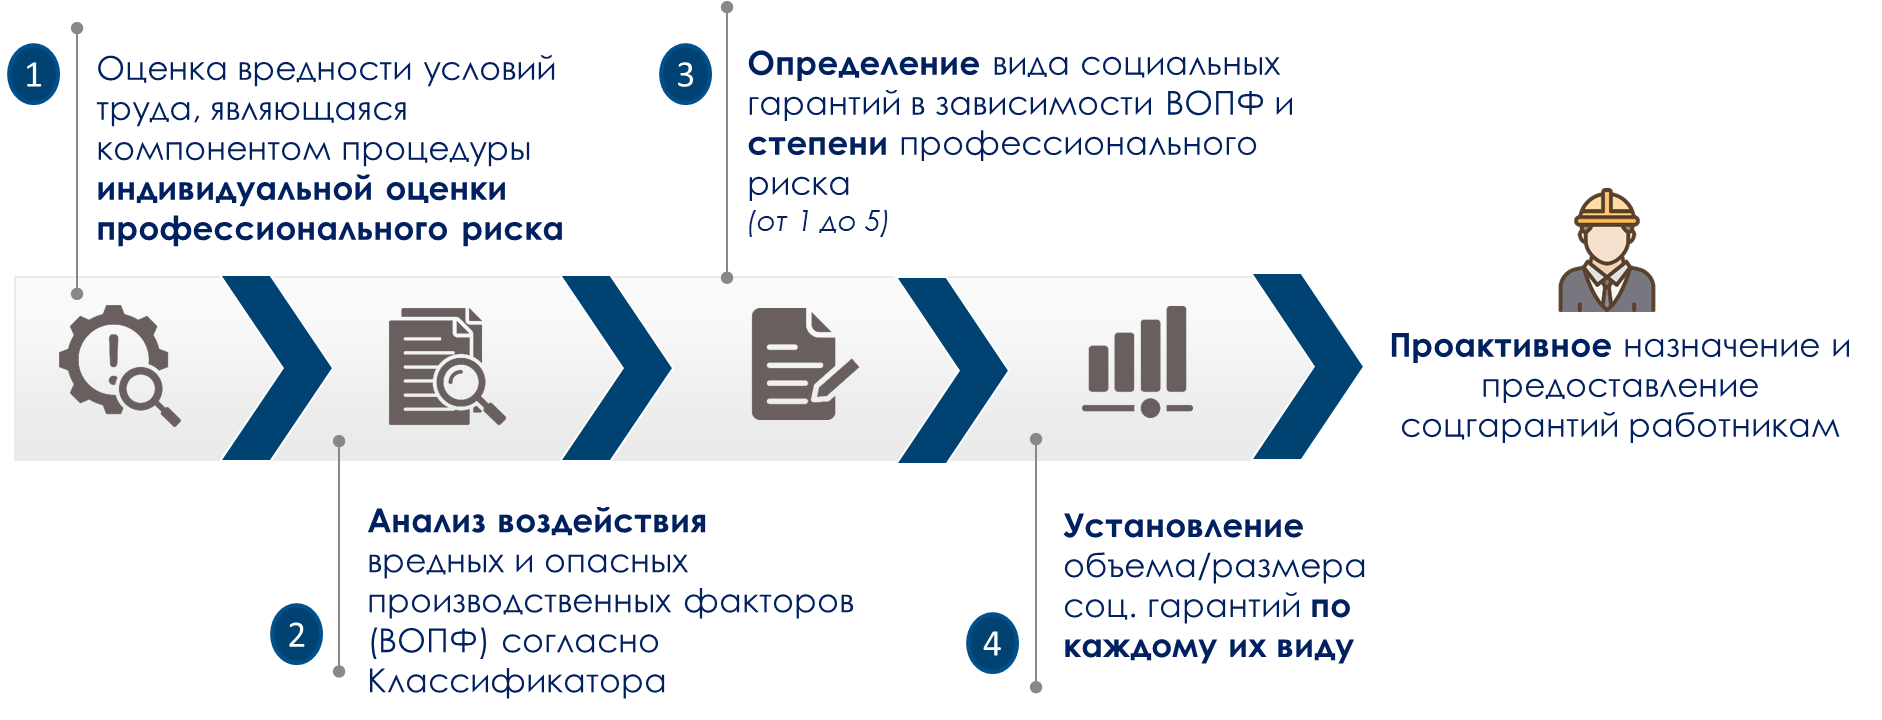 1
Оценка вредности условий
труда, являющаяся
компонентом процедуры
индивидуальной оценки
профессионального риска
2
Анализ воздействия
вредных и опасных
производственных факторов
(ВОПФ) согласно
Классификатора
3
Определение вида социальных
гарантий в зависимости ВОПФ и
степени профессионального
риска
(от 1 до 5)
4
Установление
объема/размера
соц. гарантий по
каждому их виду
Проактивное назначение и
предоставление
соцгарантий работникам